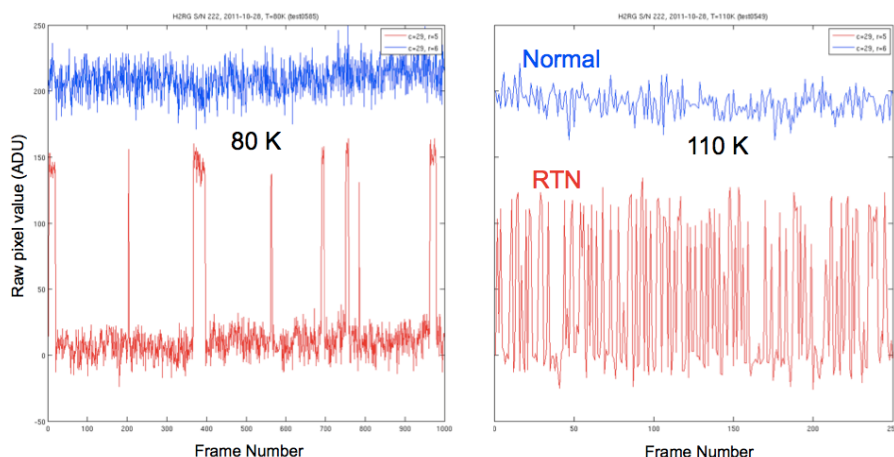 H2RG S/N 222, 2011-10-28, T=80K (test0585)
250
200
150
100
50
0
-50
c=29, r=5
c=29, r=6
80 K
Raw pixel value (ADU)
0 100 200 300 400 500 600 700 800 900 1000
Frame Number
H2RG S/N 222, 2011-10-28, T=110K (test0549)
c=29, r=5
c=29, r=6
Normal
110 K
RTN
0 50 100 150 200 250
Frame Number